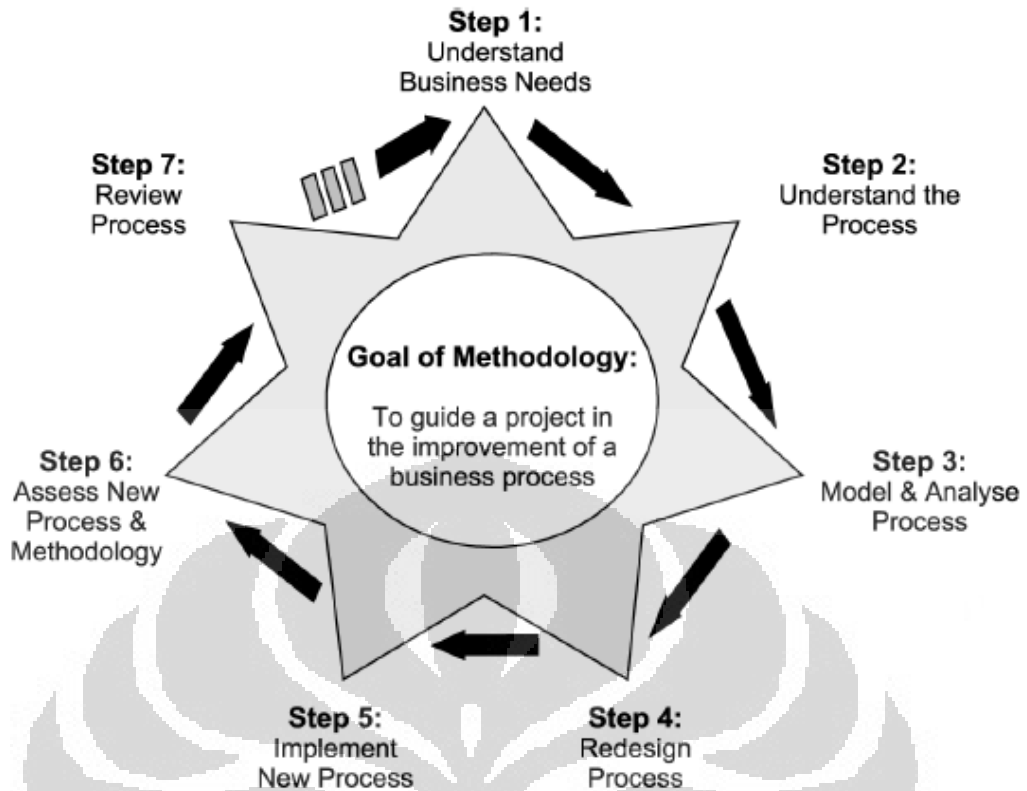 Step 1:
Understand
Business Needs
Step 2:
Understand the
Process
Step 3:
Model & Analyse
Process
Step 4:
Redesign
Process
Step 5:
Implement
New Process
Step 6:
Assess New
Process &
Methodology
Step 7:
Review
Process
Goal of Methodology:
To guide a project in
the improvement of a
business process